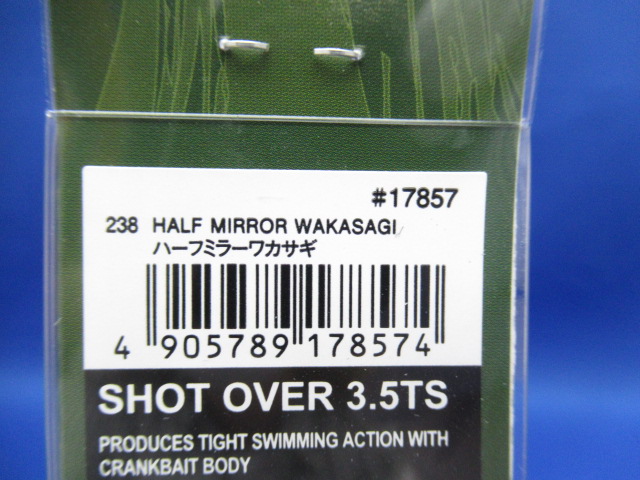 #17857
238 HALF MIRROR WAKASAGI
ハーフミラーワカサギ
4 905789 178574
SHOT OVER 3.5TS
PRODUCES TIGHT SWIMMING ACTION WITH
CRANKBAIT BODY